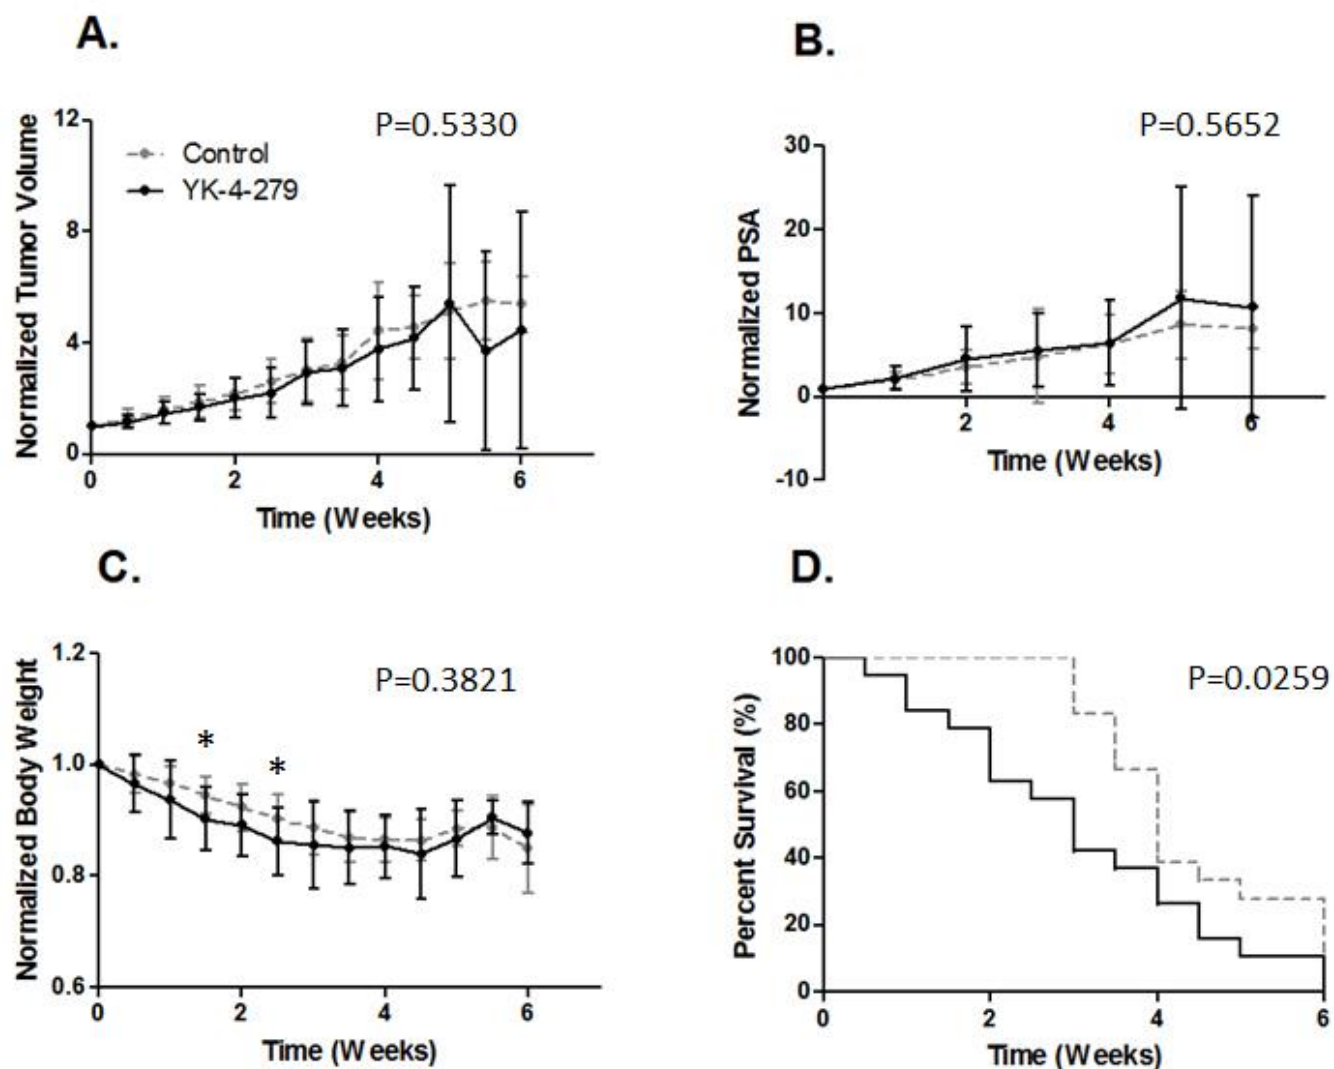 A.
P=0.5330
Control
YK-4-279
Normalized Tumor Volume
12
8
4
0
0 2 4 6
Time (Weeks)
B.
P=0.5652
Normalized PSA
30
20
10
0
-10
2 4 6
Time (Weeks)
C.
P=0.3821
* *
Normalized Body Weight
1.2
1.0
0.8
0.6
0 2 4 6
Time (Weeks)
D.
P=0.0259
Percent Survival (%)
100
80
60
40
20
0
0 2 4 6
Time (Weeks)